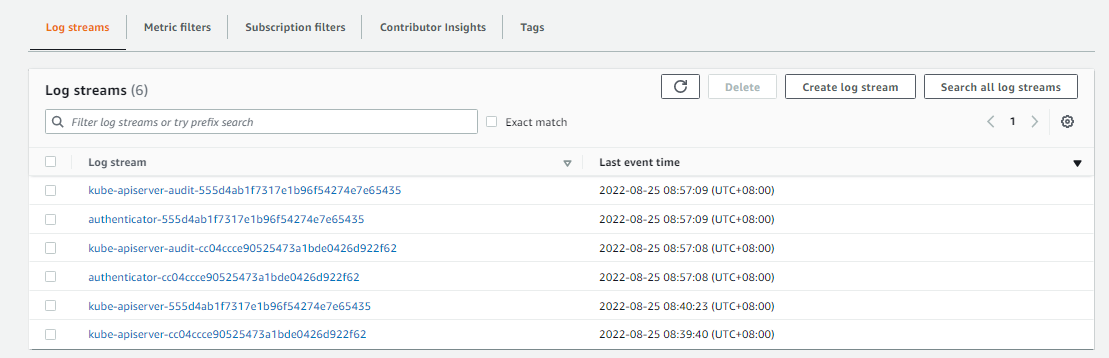 Log streams Metric filters Subscription filters Contributor Insights Tags
Log streams (6) Delete Create log stream Search all log streams
Filter log streams or try prefix search Exact match 1
Log stream Last event time
kube-apiserver-audit-555d4ab1f7317e1b96f54274e7e65435 2022-08-25 08:57:09 (UTC+08:00)
authenticator-555d4ab1f7317e1b96f54274e7e65435 2022-08-25 08:57:09 (UTC+08:00)
kube-apiserver-audit-cc04ccce90525473a1bde0426d922f62 2022-08-25 08:57:08 (UTC+08:00)
authenticator-cc04ccce90525473a1bde0426d922f62 2022-08-25 08:57:08 (UTC+08:00)
kube-apiserver-555d4ab1f7317e1b96f54274e7e65435 2022-08-25 08:40:23 (UTC+08:00)
kube-apiserver-cc04ccce90525473a1bde0426d922f62 2022-08-25 08:39:40 (UTC+08:00)